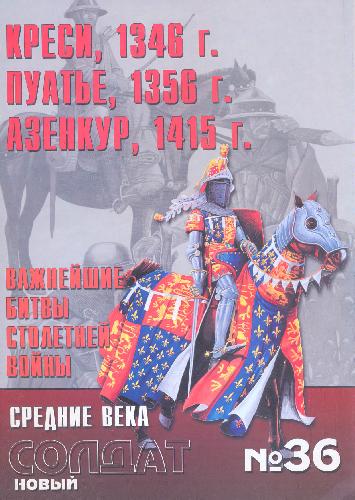 КРЕСИ, 1346 г.
ПУАТЬЕ, 1356 г.
АЗЕНКУР, 1415 г.
ВАЖНЕЙШИЕ
БИТВЫ
СТОЛЕТНЕЙ
ВОЙНЫ
СРЕДНИЕ ВЕКА
СОЛДАТ
НОВЫЙ
№36